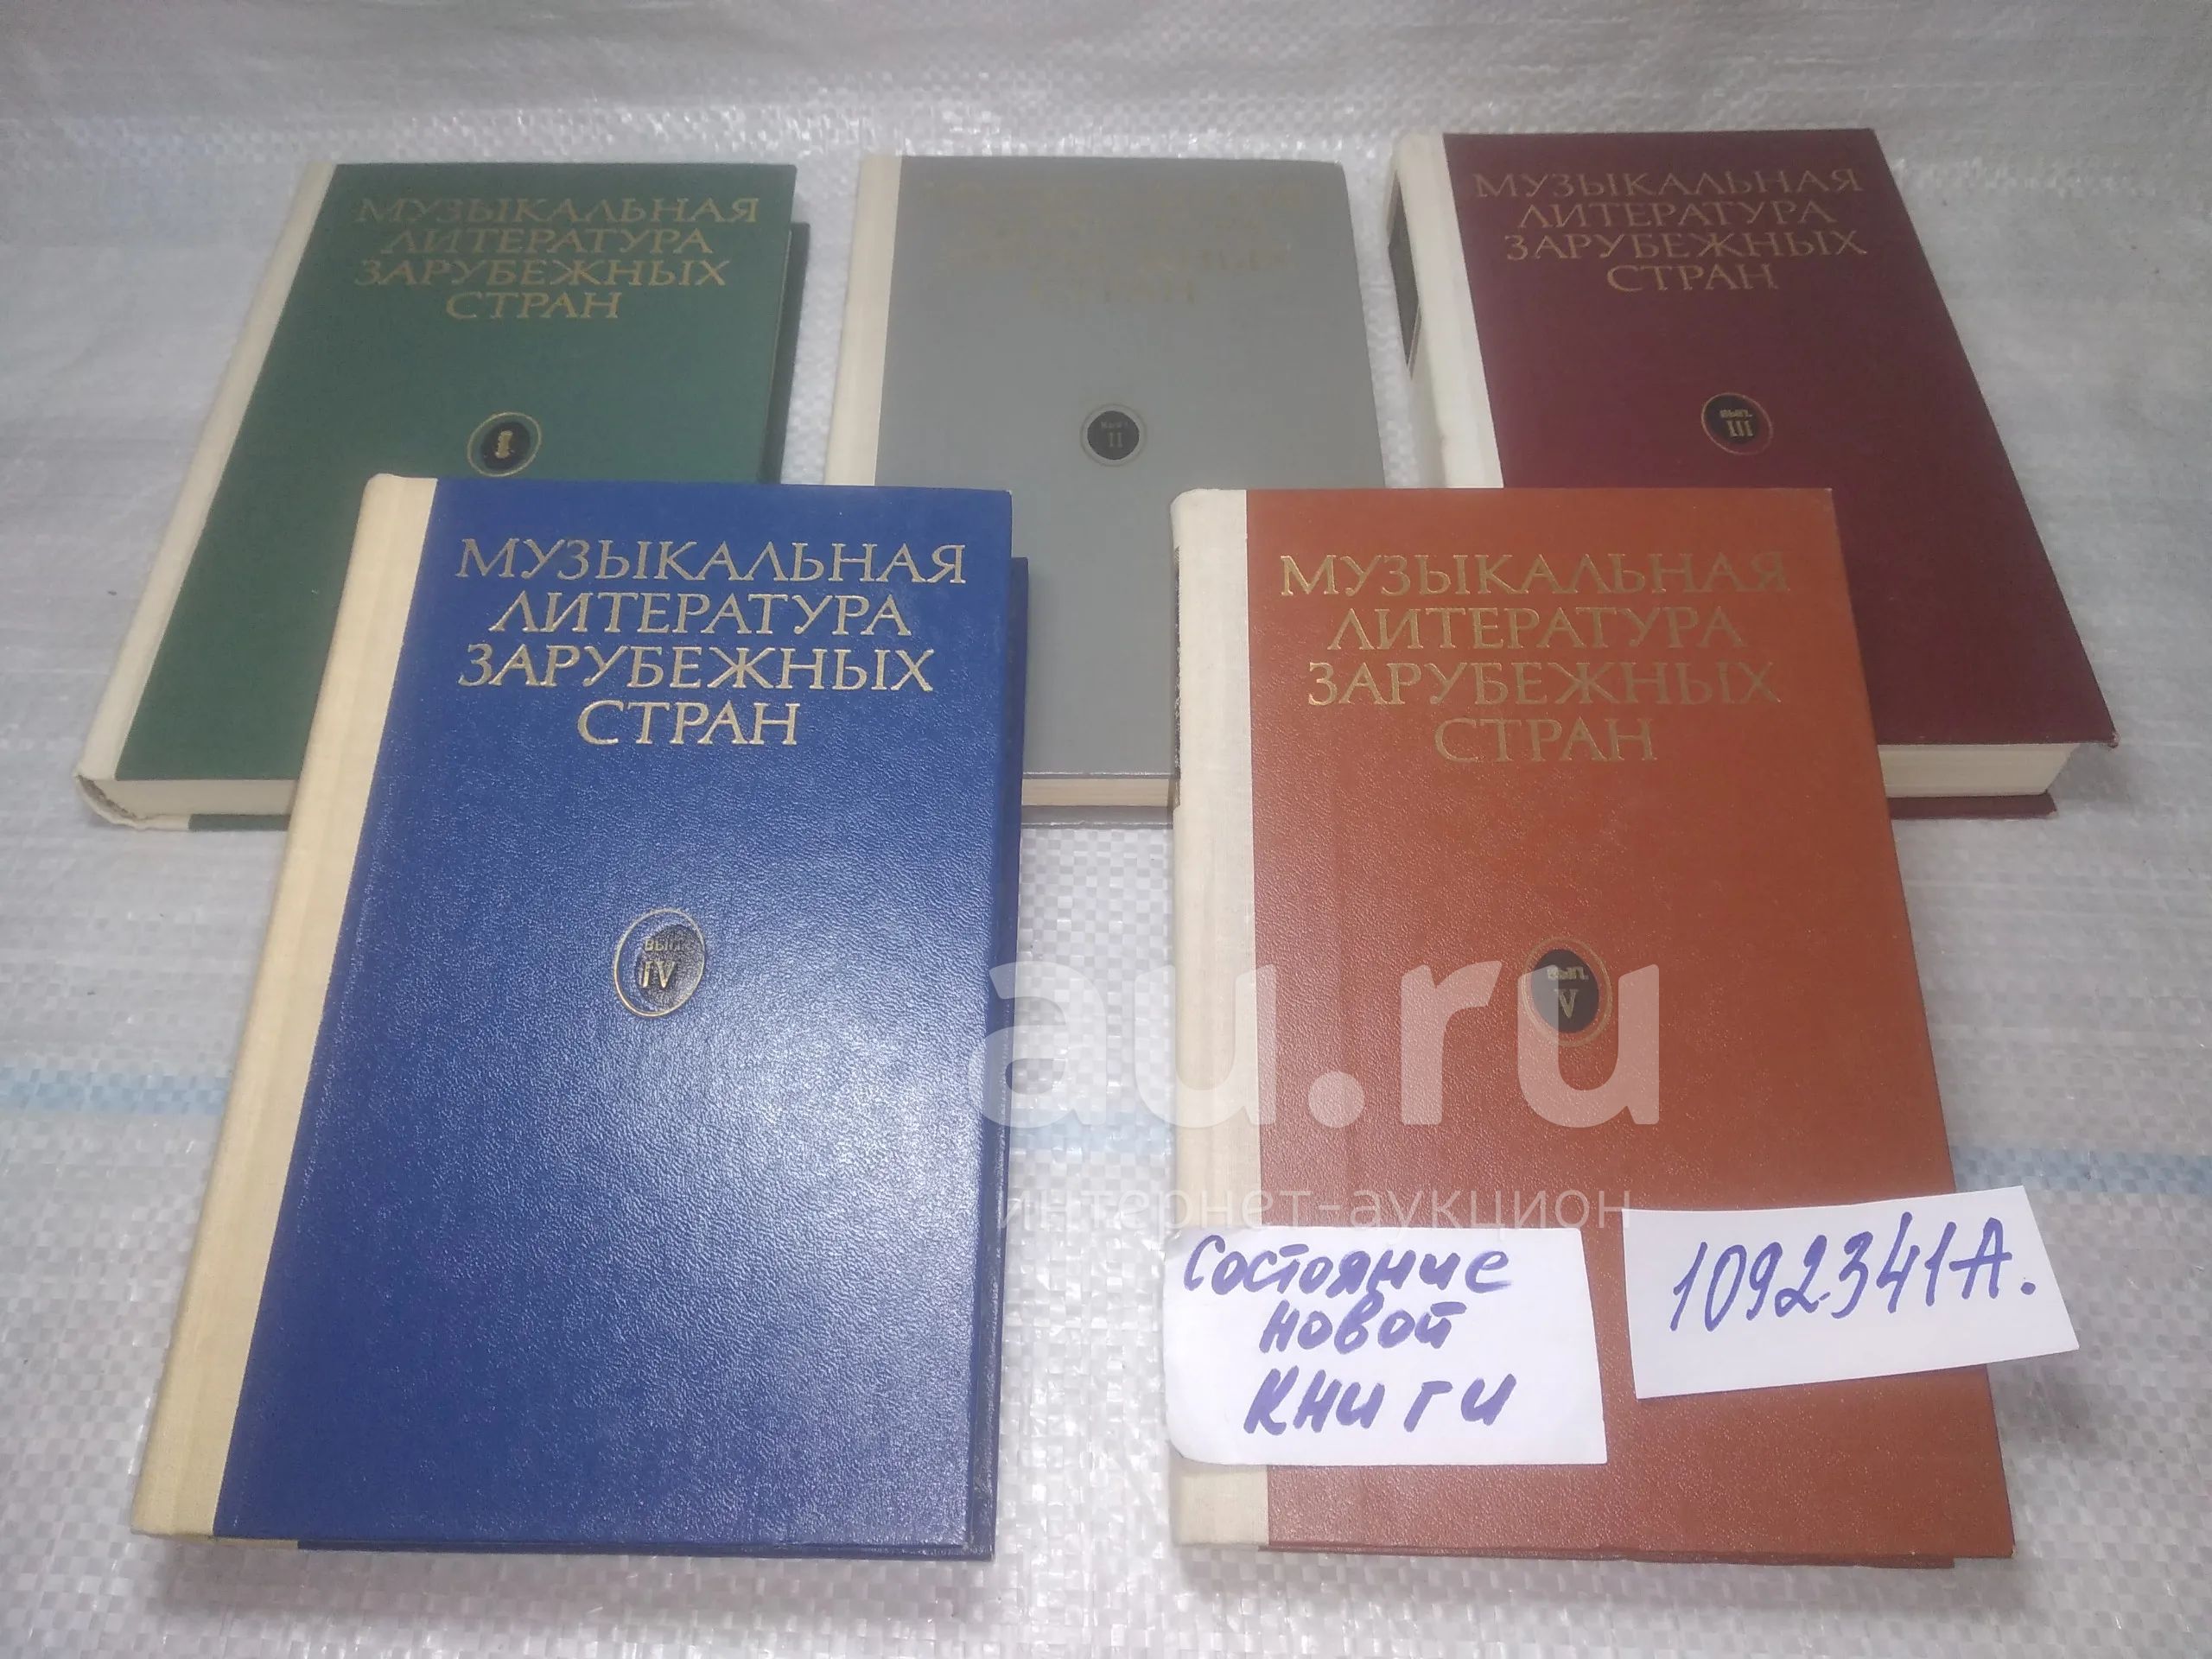 МУЗЫКАЛЬНАЯ
ЛИТЕРАТУРА
ЗАРУБЕЖНЫХ
СТРАН
I
ВЫП.
II
МУЗЫКАЛЬНАЯ
ЛИТЕРАТУРА
ЗАРУБЕЖНЫХ
СТРАН
ВЫП.
III
МУЗЫКАЛЬНАЯ
ЛИТЕРАТУРА
ЗАРУБЕЖНЫХ
СТРАН
ВЫП.
IV
МУЗЫКАЛЬНАЯ
ЛИТЕРАТУРА
ЗАРУБЕЖНЫХ
СТРАН
ВЫП.
V
au.ru
интернет-аукцион
Состояние
новой
книги
1092341А.